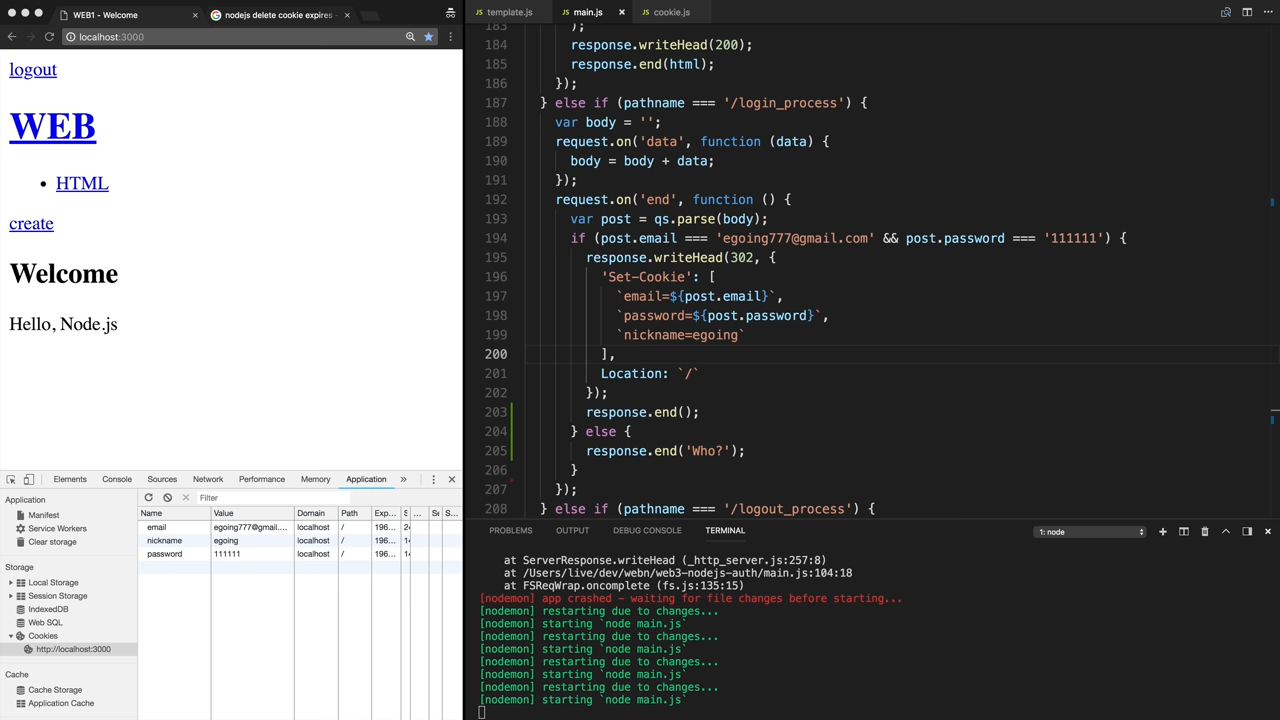 WEB1 - Welcome
nodejs delete cookie expires -
localhost:3000
logout
WEB
HTML
create
Welcome
Hello, Node.js
Elements Console Sources Network Performance Memory Application »
Application
Manifest
Service Workers
Clear storage
Storage
Local Storage
Session Storage
IndexedDB
Web SQL
Cookies
http://localhost:3000
Cache
Cache Storage
Application Cache
Filter
Name Value Domain Path Exp... S ... Se S...
email egoing777@gmail.... localhost / 196... 24
nickname egoing localhost / 196... 14
password 111111 localhost / 196... 14
template.js main.js cookie.js
183 );
184 response.writeHead(200);
185 response.end(html);
186 });
187 } else if (pathname === '/login_process') {
188 var body = '';
189 request.on('data', function (data) {
190 body = body + data;
191 });
192 request.on('end', function () {
193 var post = qs.parse(body);
194 if (post.email === 'egoing777@gmail.com' && post.password === '111111') {
195 response.writeHead(302, {
196 'Set-Cookie': [
197 `email=${post.email}`,
198 `password=${post.password}`,
199 `nickname=egoing`
200 ],
201 Location: `/`
202 });
203 response.end();
204 } else {
205 response.end('Who?');
206 }
207 });
208 } else if (pathname === '/logout_process') {
PROBLEMS OUTPUT DEBUG CONSOLE TERMINAL 1: node
at ServerResponse.writeHead (_http_server.js:257:8)
at /Users/live/dev/webn/web3-nodejs-auth/main.js:104:18
at FSReqWrap.oncomplete (fs.js:135:15)
[nodemon] app crashed - waiting for file changes before starting...
[nodemon] restarting due to changes...
[nodemon] starting `node main.js`
[nodemon] restarting due to changes...
[nodemon] starting `node main.js`
[nodemon] restarting due to changes...
[nodemon] starting `node main.js`
[nodemon] restarting due to changes...
[nodemon] starting `node main.js`